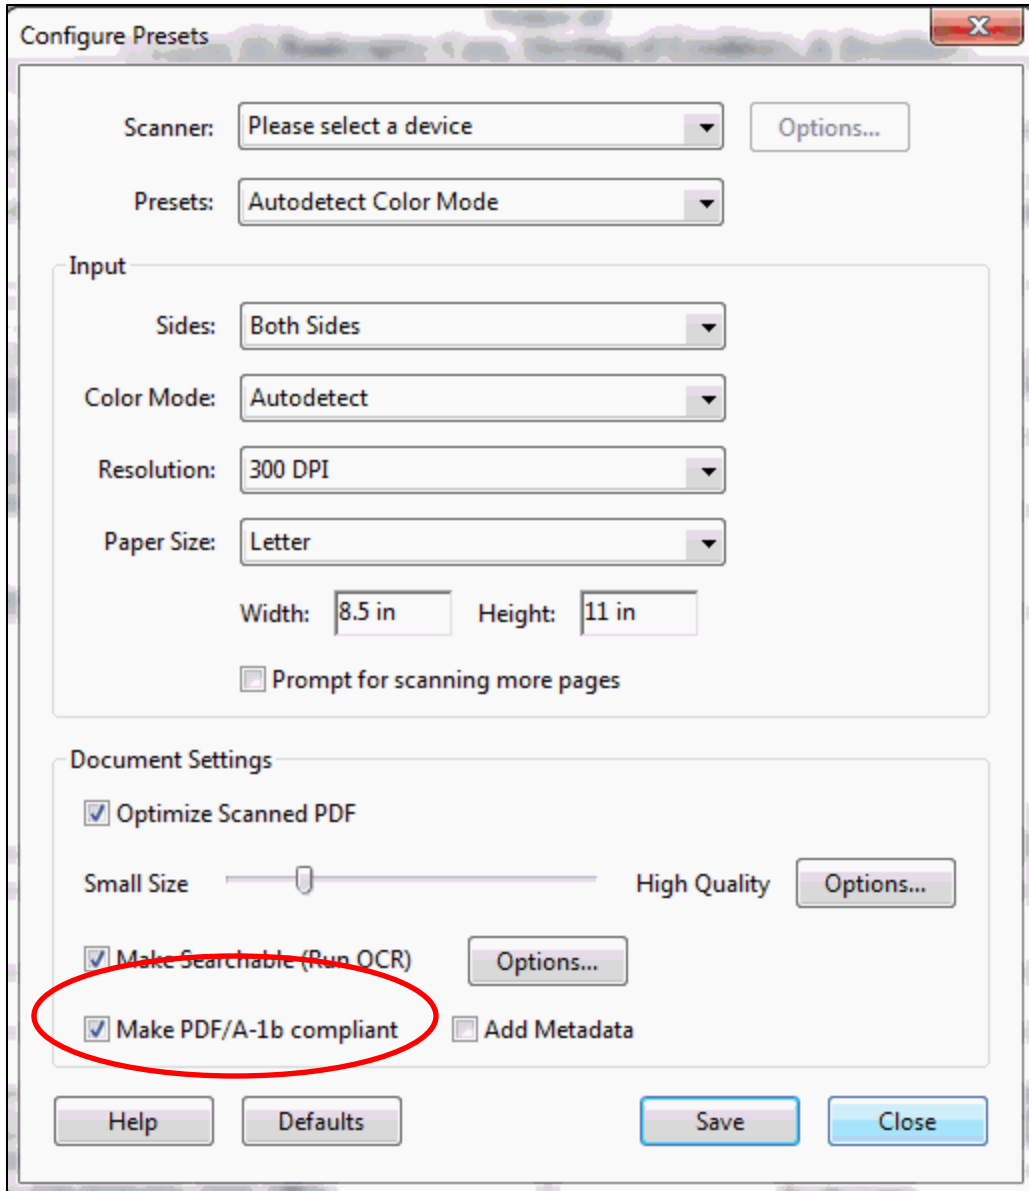 Configure Presets
Scanner: Please select a device Options...
Presets: Autodetect Color Mode
Input
Sides: Both Sides
Color Mode: Autodetect
Resolution: 300 DPI
Paper Size: Letter
Width: 8.5 in Height: 11 in
Prompt for scanning more pages
Document Settings
Optimize Scanned PDF
Small Size High Quality Options...
Make Searchable (Run OCR) Options...
Make PDF/A-1b compliant Add Metadata
Help Defaults Save Close